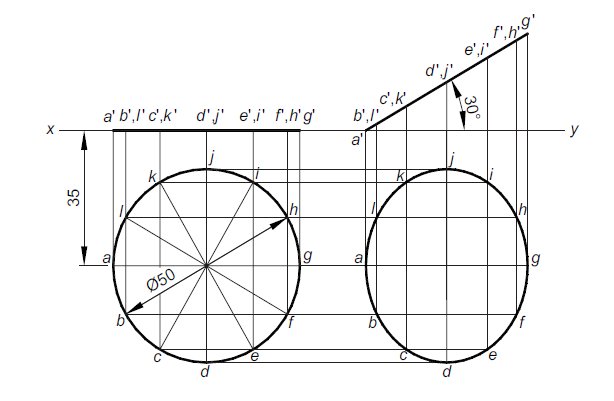 g'
f',h'
e',i'
d',j'
c',k'
b',l'
a'
30°
a' b',l' c',k' d',j' e',i' f',h' g'
x
y
35
Ø50
j
k
i
l
h
a
g
b
f
c
e
d
j
k
i
l
h
a
g
b
f
c
e
d